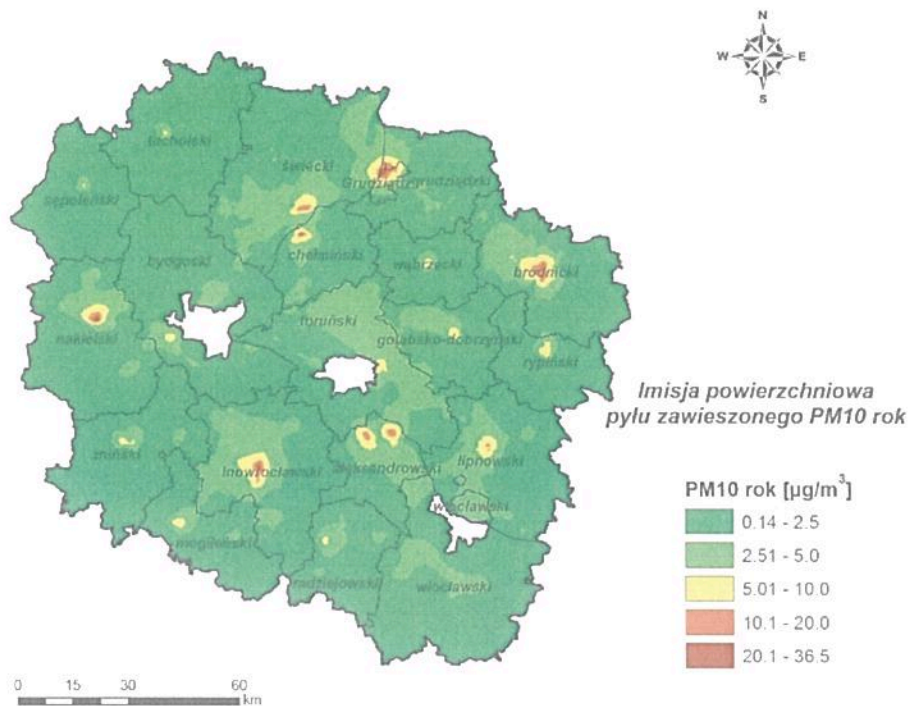 N
W E
S
tucholski
świecki
Grudziądz grudziądzki
sępoleński
bydgoski
chełmiński
wąbrzeski
brodnicki
nakielski
toruński
golubsko-dobrzyński
rypiński
Imisja powierzchniowa
pyłu zawieszonego PM10 rok
żniński
Inowrocławski
aleksandrowski
lipnowski
włocławski
mogileński
radziejowski
włocławski
PM10 rok [µg/m³]
0.14 - 2.5
2.51 - 5.0
5.01 - 10.0
10.1 - 20.0
20.1 - 36.5
0 15 30 60
km